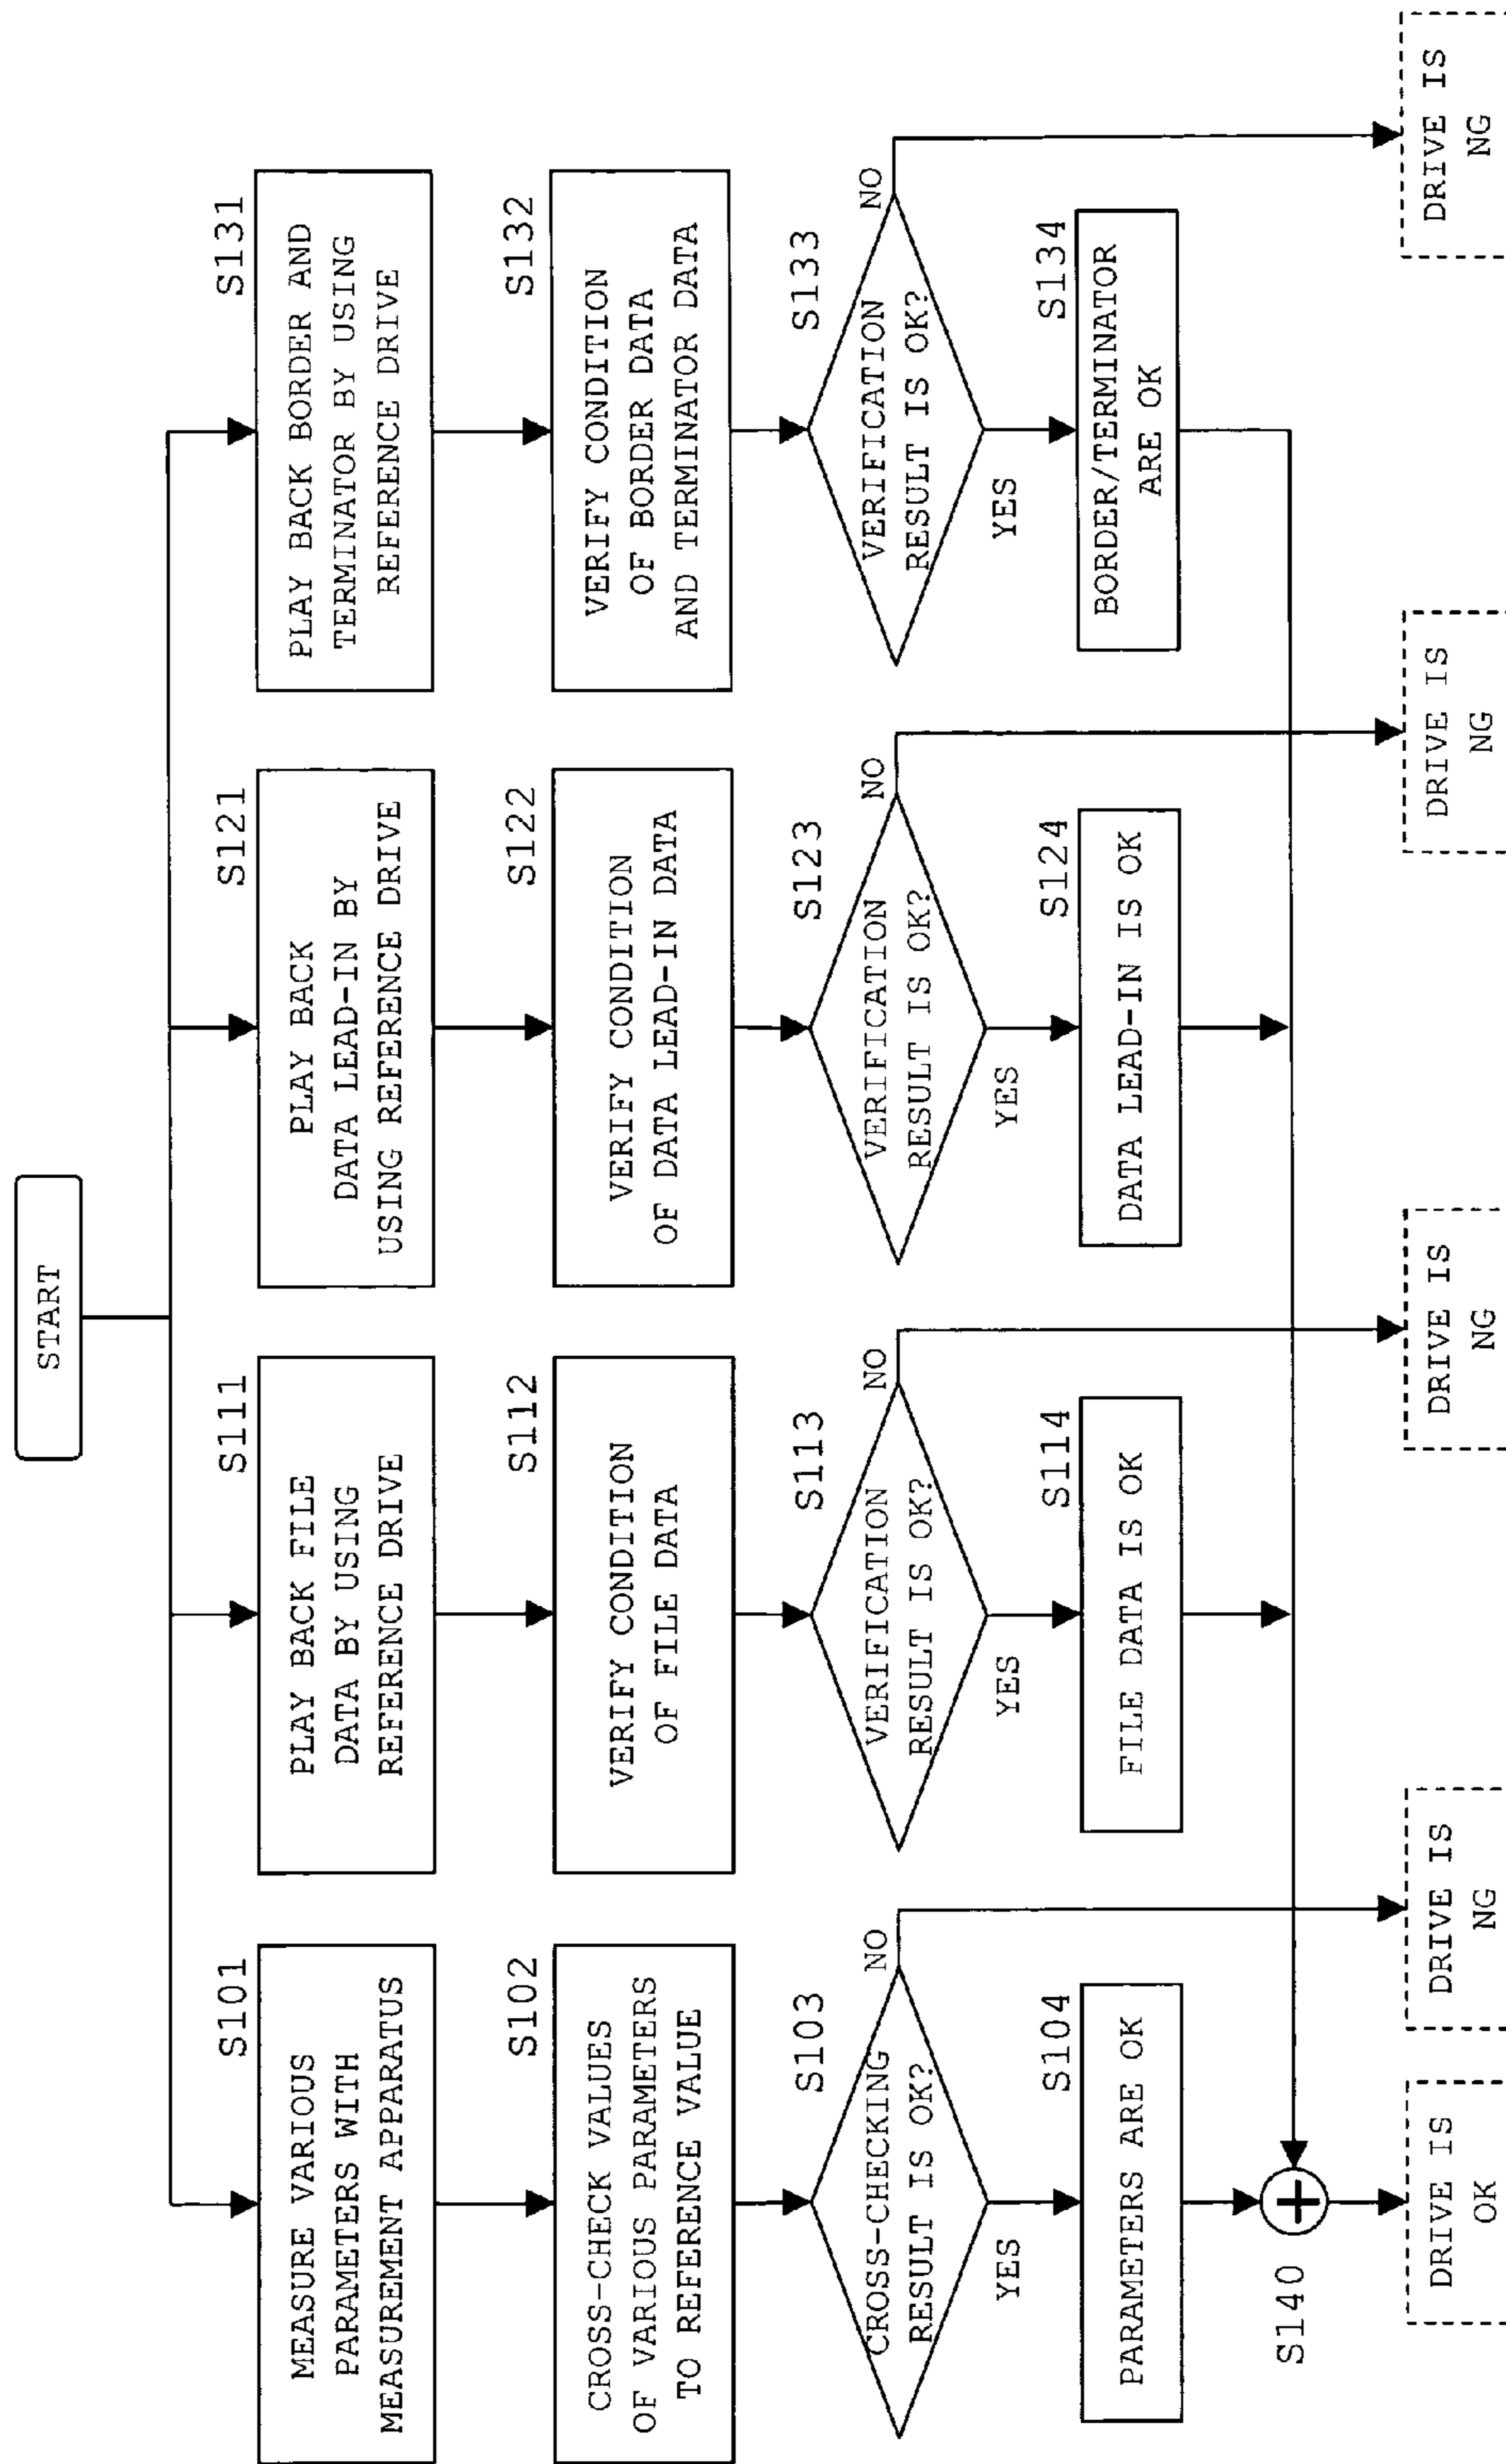 START
S101
MEASURE VARIOUS
PARAMETERS WITH
MEASUREMENT APPARATUS
S102
CROSS-CHECK VALUES
OF VARIOUS PARAMETERS
TO REFERENCE VALUE
S103
CROSS-CHECKING
RESULT IS OK?
NO
YES
S104
PARAMETERS ARE OK
S140
+
DRIVE IS
OK
DRIVE IS
NG
S111
PLAY BACK FILE
DATA BY USING
REFERENCE DRIVE
S112
VERIFY CONDITION
OF FILE DATA
S113
VERIFICATION
RESULT IS OK?
NO
YES
S114
FILE DATA IS OK
DRIVE IS
NG
S121
PLAY BACK
DATA LEAD-IN BY
USING REFERENCE DRIVE
S122
VERIFY CONDITION
OF DATA LEAD-IN DATA
S123
VERIFICATION
RESULT IS OK?
NO
YES
S124
DATA LEAD-IN IS OK
DRIVE IS
NG
S131
PLAY BACK BORDER AND
TERMINATOR BY USING
REFERENCE DRIVE
S132
VERIFY CONDITION
OF BORDER DATA
AND TERMINATOR DATA
S133
VERIFICATION
RESULT IS OK?
NO
YES
S134
BORDER/TERMINATOR
ARE OK
DRIVE IS
NG